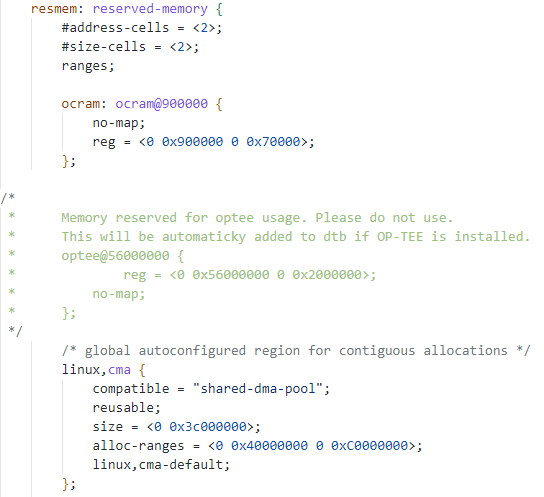 resmem: reserved-memory {
#address-cells = <2>;
#size-cells = <2>;
ranges;
ocram: ocram@900000 {
no-map;
reg = <0 0x900000 0 0x70000>;
};
/*
* Memory reserved for optee usage. Please do not use.
* This will be automaticky added to dtb if OP-TEE is installed.
* optee@56000000 {
* reg = <0 0x56000000 0 0x2000000>;
* no-map;
* };
*/
/* global autoconfigured region for contiguous allocations */
linux,cma {
compatible = "shared-dma-pool";
reusable;
size = <0 0x3c000000>;
alloc-ranges = <0 0x40000000 0 0xC0000000>;
linux,cma-default;
};